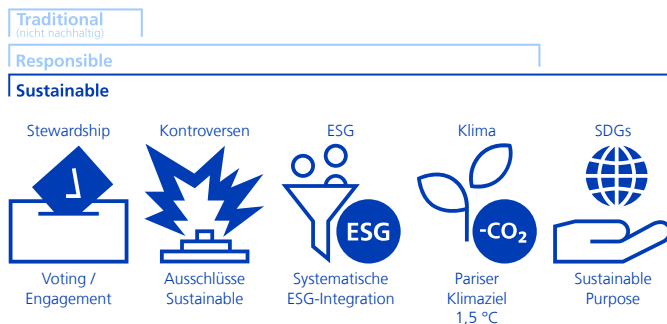 Traditional
(nicht nachhaltig)
Responsible
Sustainable
Stewardship
Kontroversen
ESG
Klima
SDGs
ESG
-CO₂
Voting /
Engagement
Ausschlüsse
Sustainable
Systematische
ESG-Integration
Pariser
Klimaziel
1,5 °C
Sustainable
Purpose